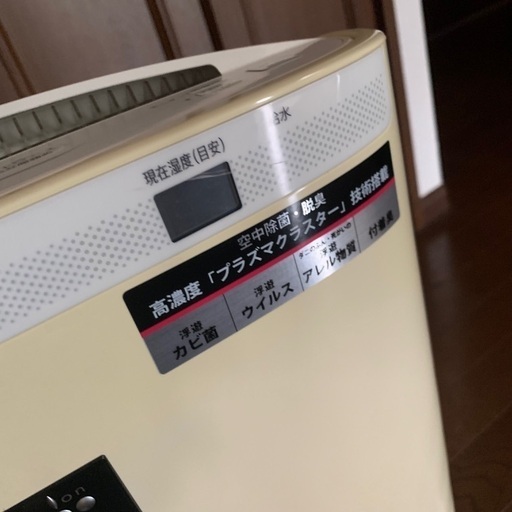 給水
現在湿度(目安)
空中除菌・脱臭
高濃度「プラズマクラスター」技術搭載
浮遊
カビ菌
浮遊
ウイルス
浮遊
アレル物質
付着臭
ion